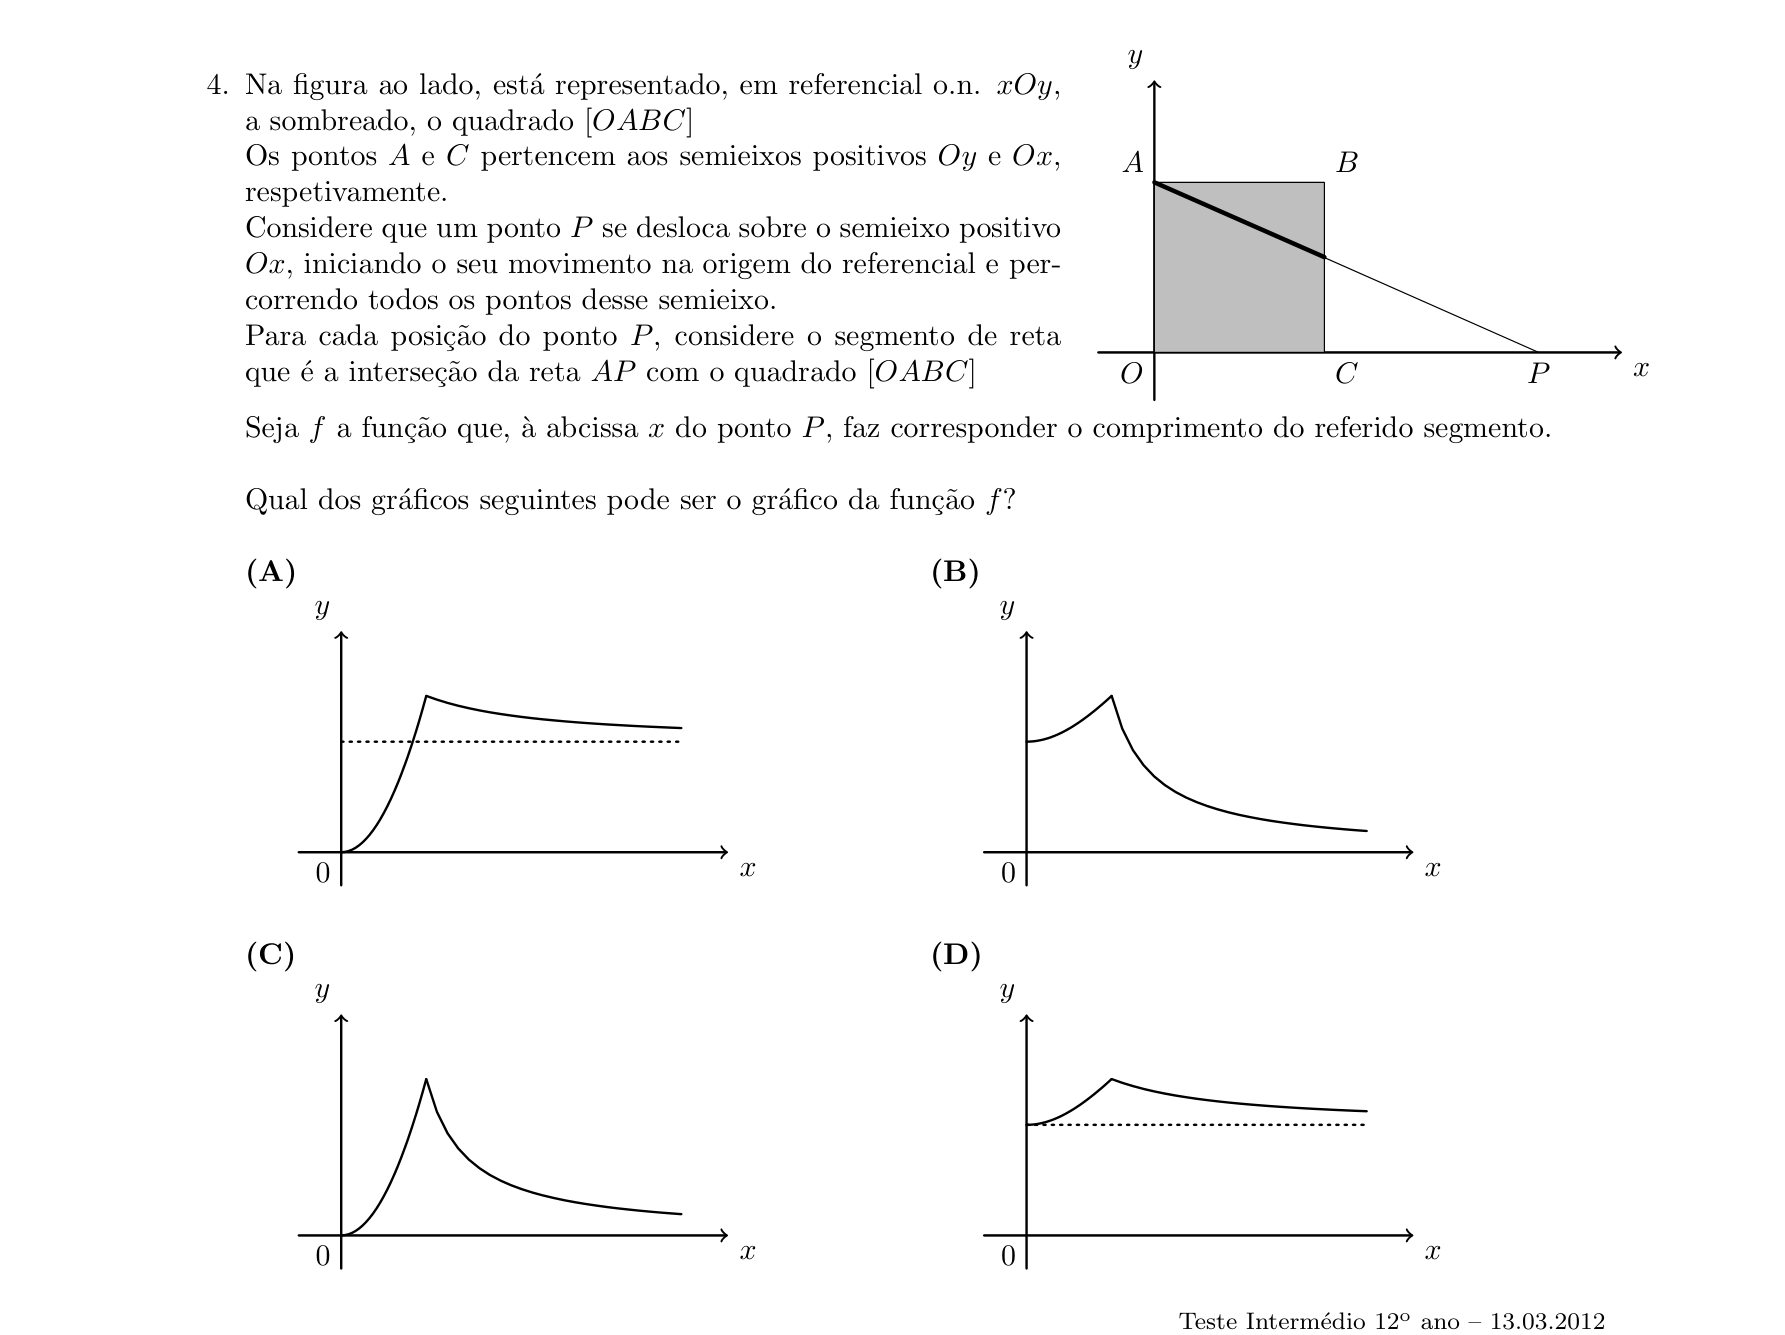 4. Na figura ao lado, está representado, em referencial o.n. xOy,
a sombreado, o quadrado [OABC]
Os pontos A e C pertencem aos semieixos positivos Oy e Ox,
respetivamente.
Considere que um ponto P se desloca sobre o semieixo positivo
Ox, iniciando o seu movimento na origem do referencial e per-
correndo todos os pontos desse semieixo.
Para cada posição do ponto P, considere o segmento de reta
que é a interseção da reta AP com o quadrado [OABC]
y
A B
O C P x
Seja f a função que, à abcissa x do ponto P, faz corresponder o comprimento do referido segmento.
Qual dos gráficos seguintes pode ser o gráfico da função f?
(A) (B)
y y
0 x 0 x
(C) (D)
y y
0 x 0 x
Teste Intermédio 12º ano – 13.03.2012